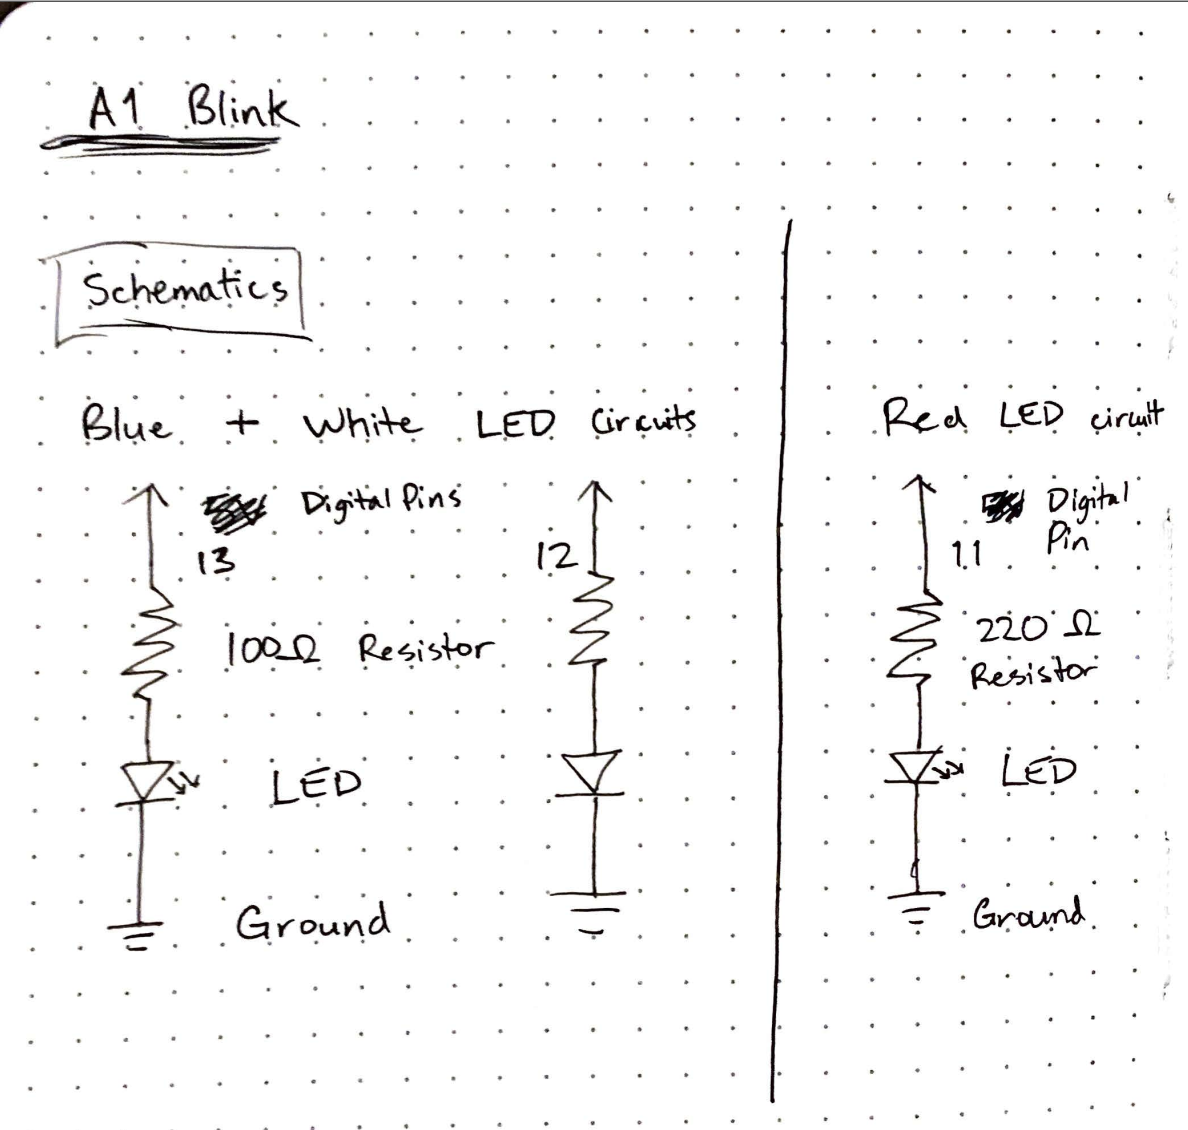 A1 Blink
Schematics
Blue + White LED Circuits
Digital Pins
13
12
100Ω Resistor
LED
Ground
Red LED circuit
Digital
Pin
11
220 Ω
Resistor
LED
Ground